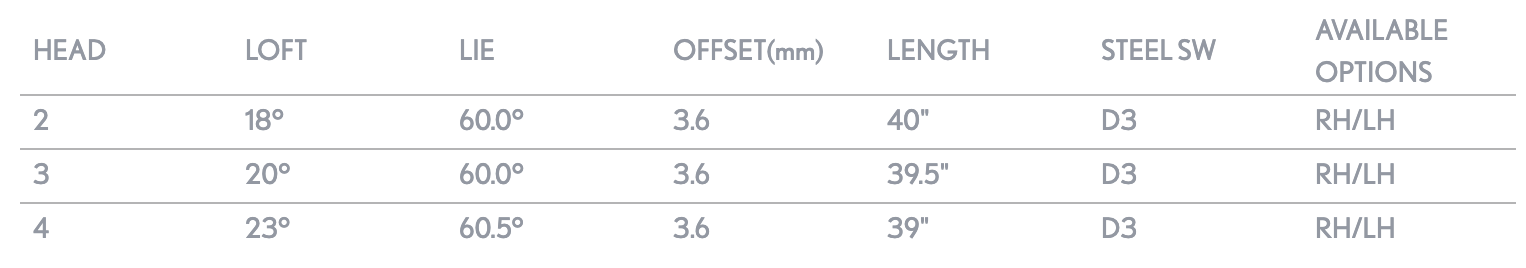 HEAD LOFT LIE OFFSET(mm) LENGTH STEEL SW AVAILABLE OPTIONS
2 18° 60.0° 3.6 40" D3 RH/LH
3 20° 60.0° 3.6 39.5" D3 RH/LH
4 23° 60.5° 3.6 39" D3 RH/LH